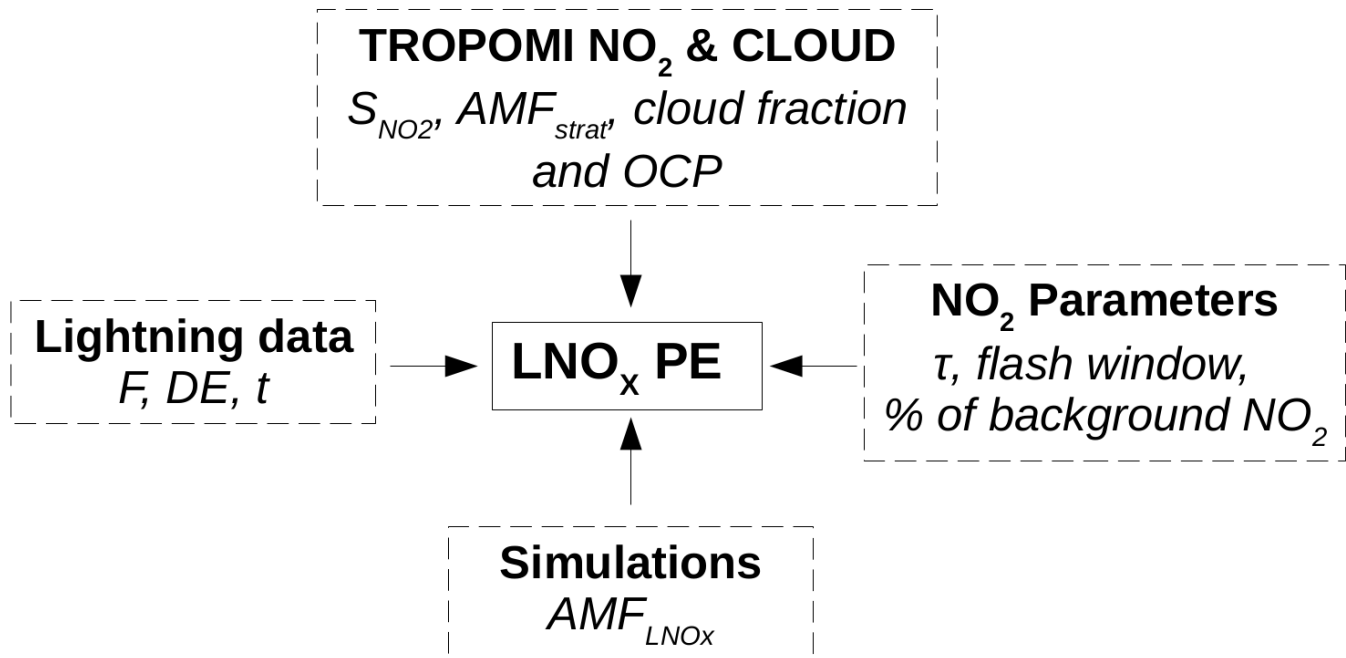 TROPOMI NO2 & CLOUD
SNO2, AMFstrat, cloud fraction
and OCP
Lightning data
F, DE, t
LNOX PE
NO2 Parameters
τ, flash window,
% of background NO2
Simulations
AMFLNOx